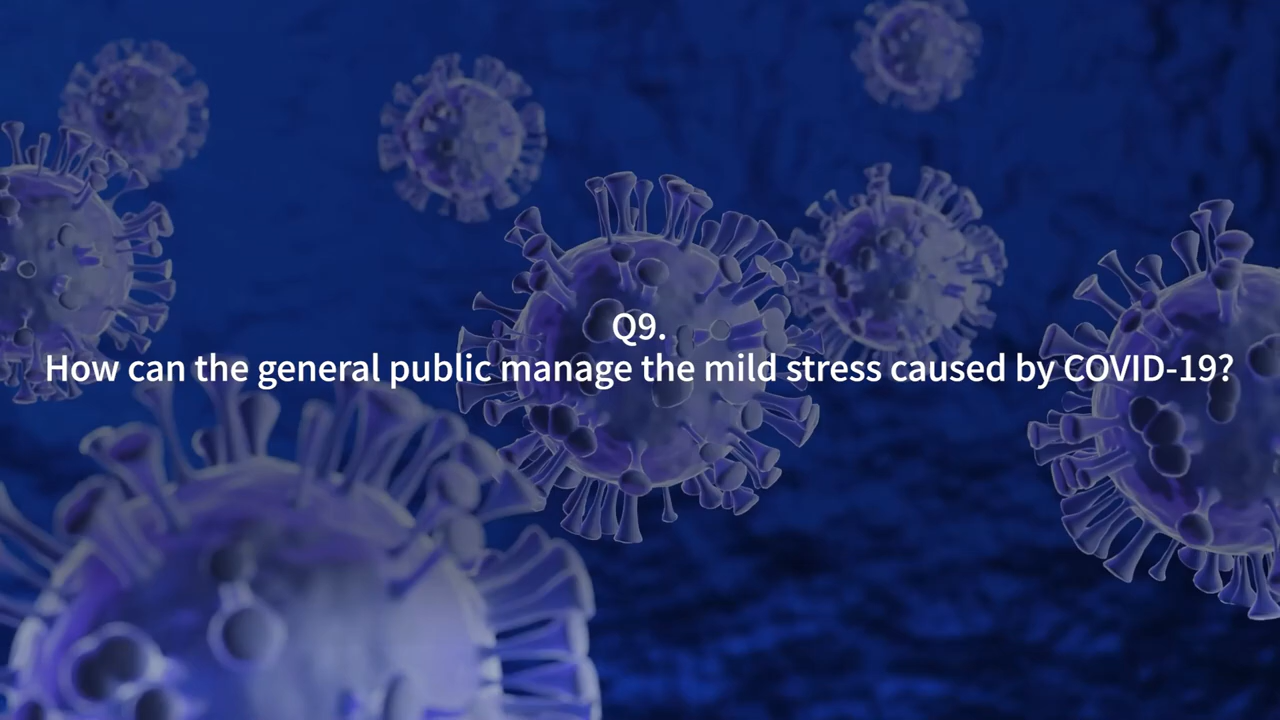 Q9.
How can the general public manage the mild stress caused by COVID-19?